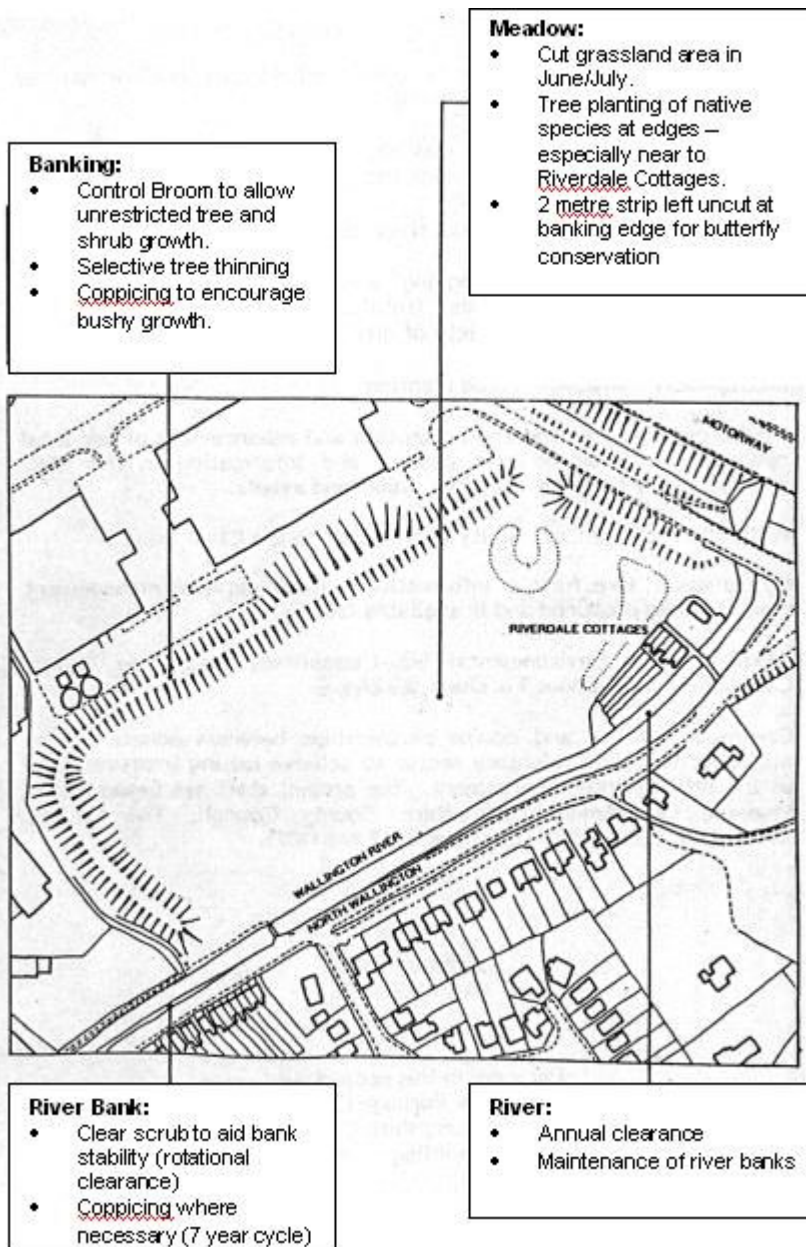 Meadow:
• Cut grassland area in
June/July.
• Tree planting of native
species at edges –
especially near to
Riverdale Cottages.
• 2 metre strip left uncut at
banking edge for butterfly
conservation
Banking:
• Control Broom to allow
unrestricted tree and
shrub growth.
• Selective tree thinning
• Coppicing to encourage
bushy growth.
MOTORWAY
RIVERDALE COTTAGES
WALLINGTON RIVER
NORTH WALLINGTON
River Bank:
• Clear scrub to aid bank
stability (rotational
clearance)
• Coppicing where
necessary (7 year cycle)
River:
• Annual clearance
• Maintenance of river banks